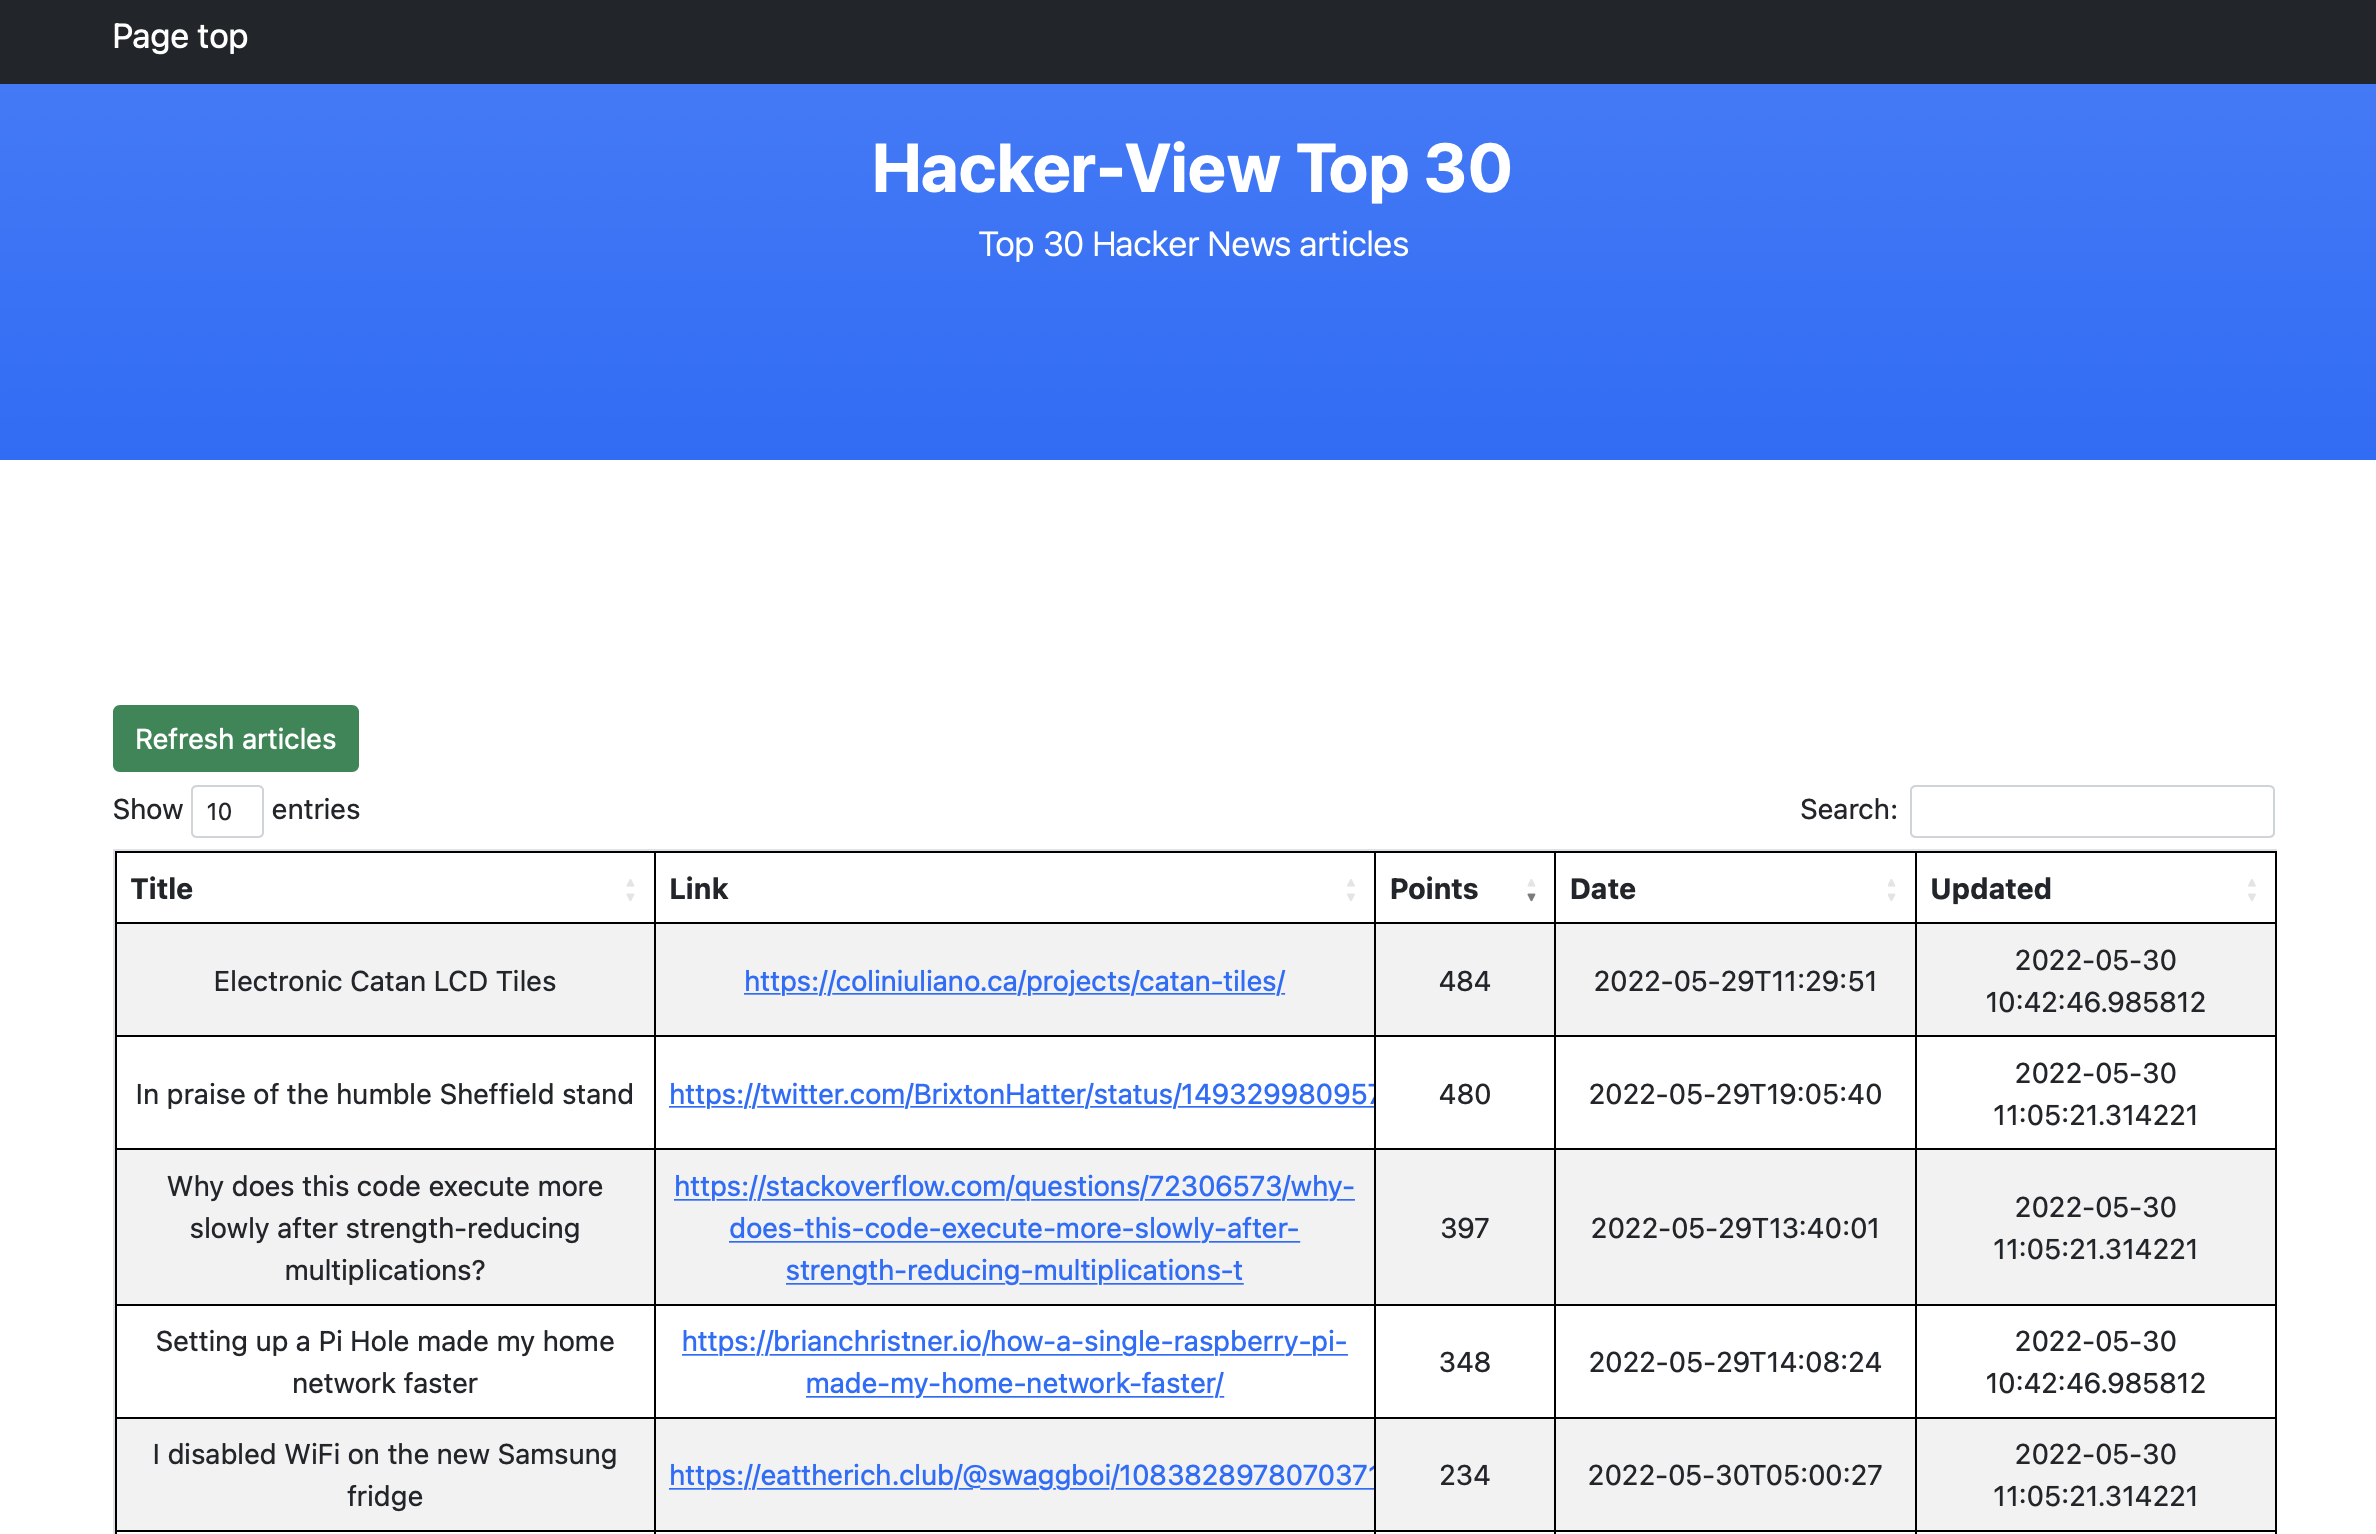 Page top
Hacker-View Top 30
Top 30 Hacker News articles
Refresh articles
Show 10 entries
Search:
Title Link Points Date Updated
Electronic Catan LCD Tiles
https://coliniuliano.ca/projects/catan-tiles/
484
2022-05-29T11:29:51
2022-05-30
10:42:46.985812
In praise of the humble Sheffield stand
https://twitter.com/BrixtonHatter/status/149329980957
480
2022-05-29T19:05:40
2022-05-30
11:05:21.314221
Why does this code execute more
slowly after strength-reducing
multiplications?
https://stackoverflow.com/questions/72306573/why-
does-this-code-execute-more-slowly-after-
strength-reducing-multiplications-t
397
2022-05-29T13:40:01
2022-05-30
11:05:21.314221
Setting up a Pi Hole made my home
network faster
https://brianchristner.io/how-a-single-raspberry-pi-
made-my-home-network-faster/
348
2022-05-29T14:08:24
2022-05-30
10:42:46.985812
I disabled WiFi on the new Samsung
fridge
https://eattherich.club/@swaggboi/108382897807037
234
2022-05-30T05:00:27
2022-05-30
11:05:21.314221